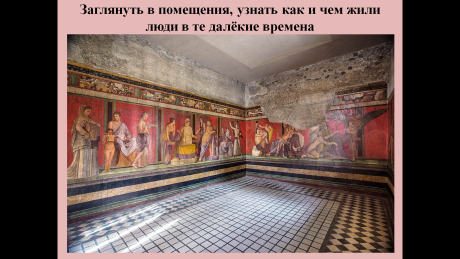 Заглянуть в помещения, узнать как и чем жили
люди в те далёкие времена